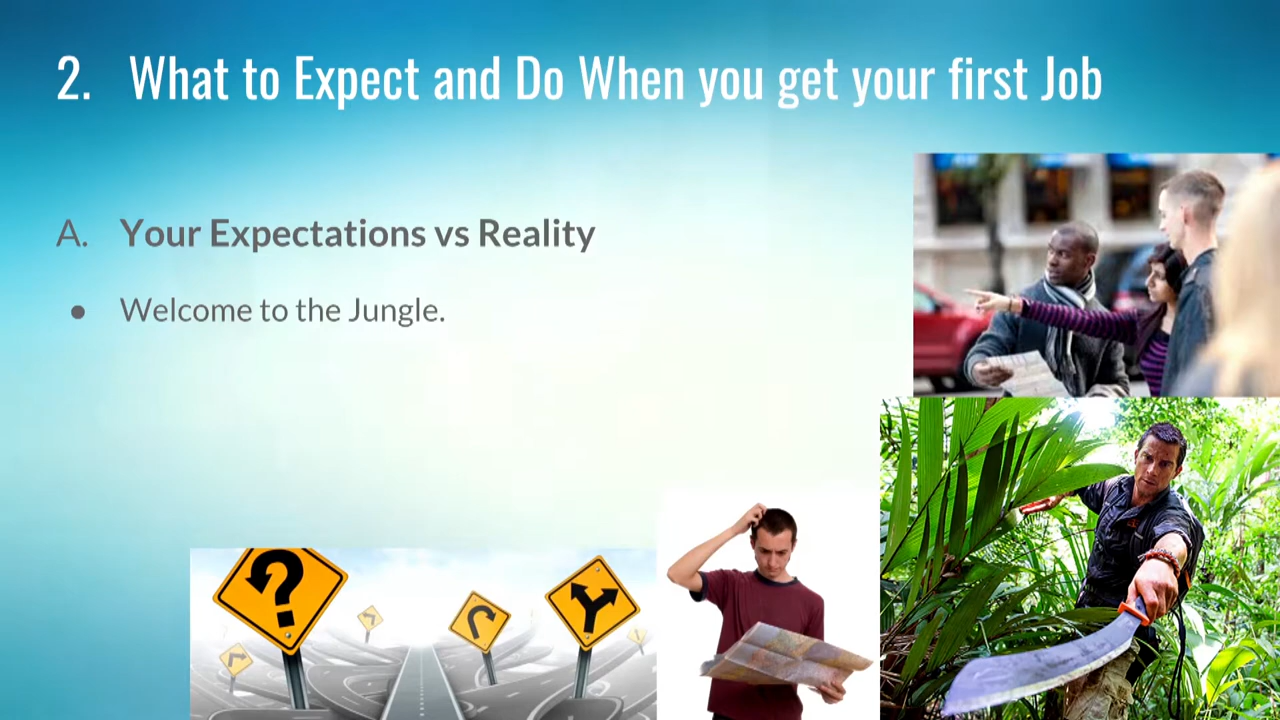 2. What to Expect and Do When you get your first Job
A. Your Expectations vs Reality
● Welcome to the Jungle.
?